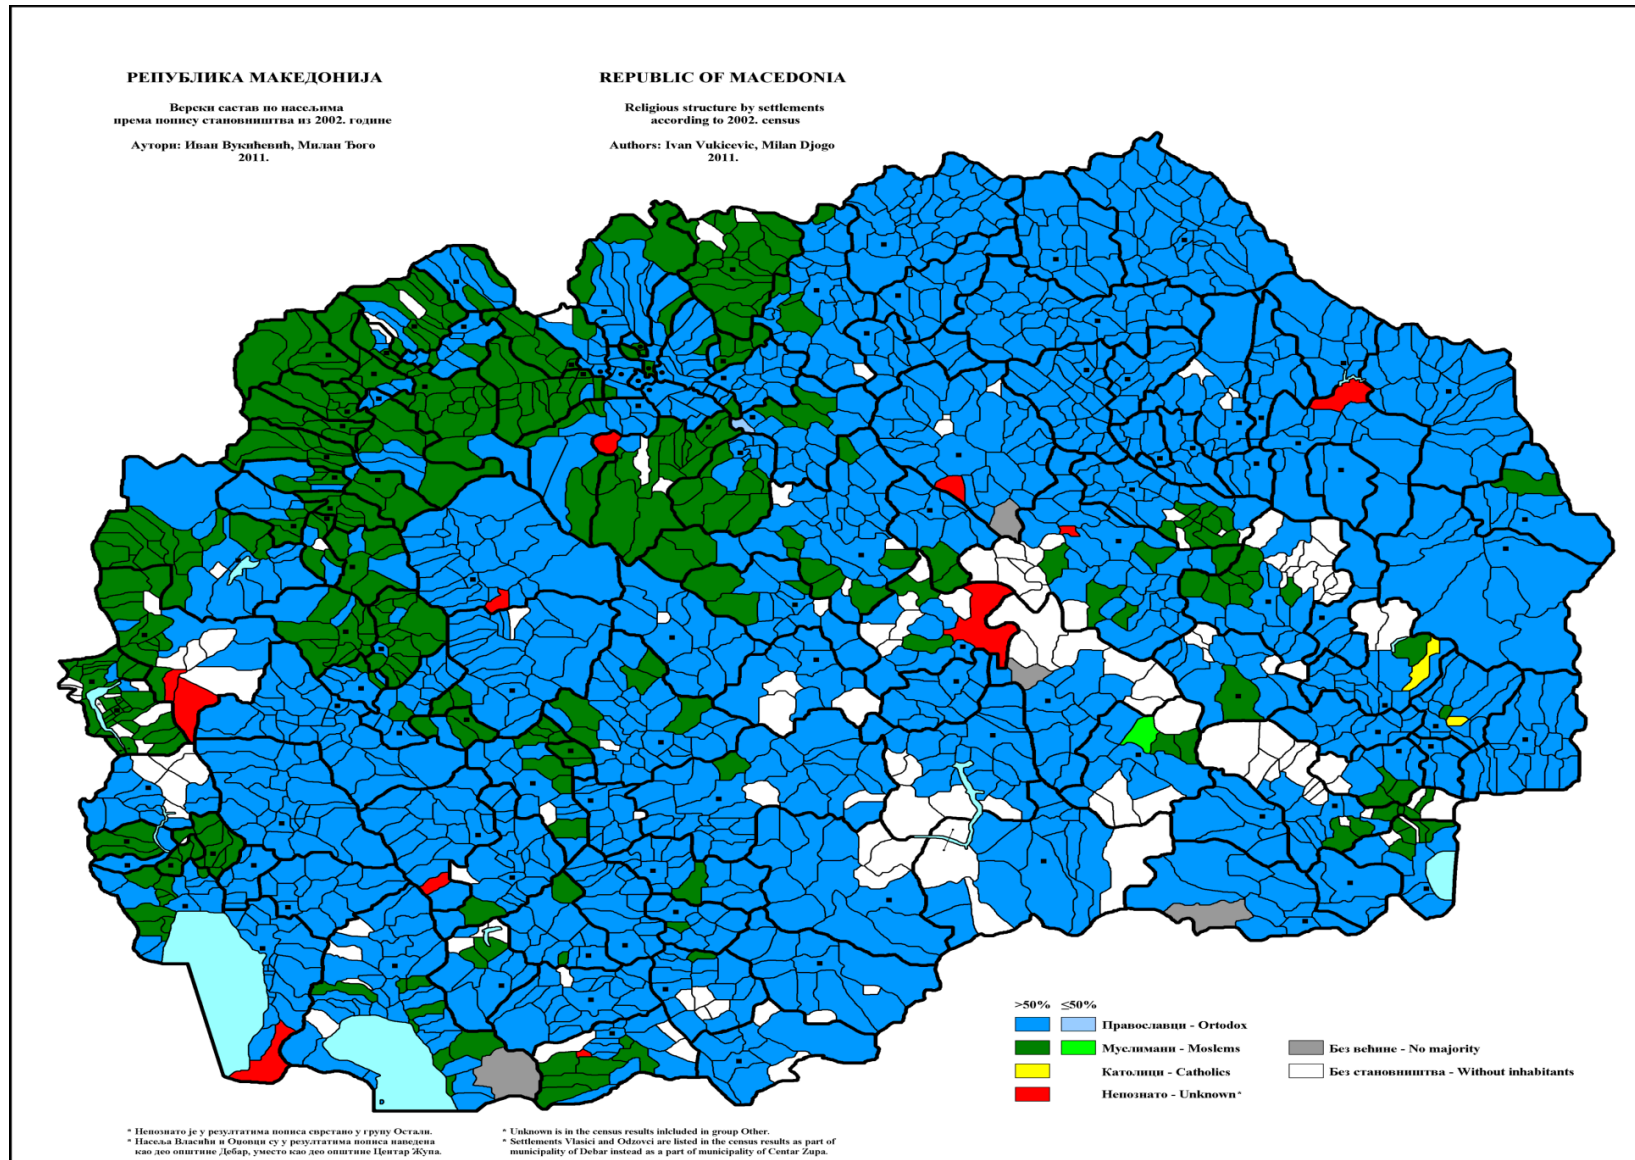 РЕПУБЛИКА МАКЕДОНИЈА
Верски састав по насељима
према попису становништва из 2002. године
Аутори: Иван Вукићевић, Милан Ђого
2011.
REPUBLIC OF MACEDONIA
Religious structure by settlements
according to 2002. census
Authors: Ivan Vukicevic, Milan Djogo
2011.
>50% ≤50%
Православци - Ortodox
Муслимани - Moslems
Католици - Catholics
Непознато - Unknown*
Без већине - No majority
Без становништва - Without inhabitants
* Непознато је у резултатима пописа сврстано у групу Остали.
* Насеља Власићи и Оџовци су у резултатима пописа наведена
као део општине Дебар, уместо као део општине Центар Жупа.
* Unknown is in the census results inlcluded in group Other.
* Settlements Vlasici and Odzovci are listed in the census results as part of
municipality of Debar instead as a part of municipality of Centar Zupa.